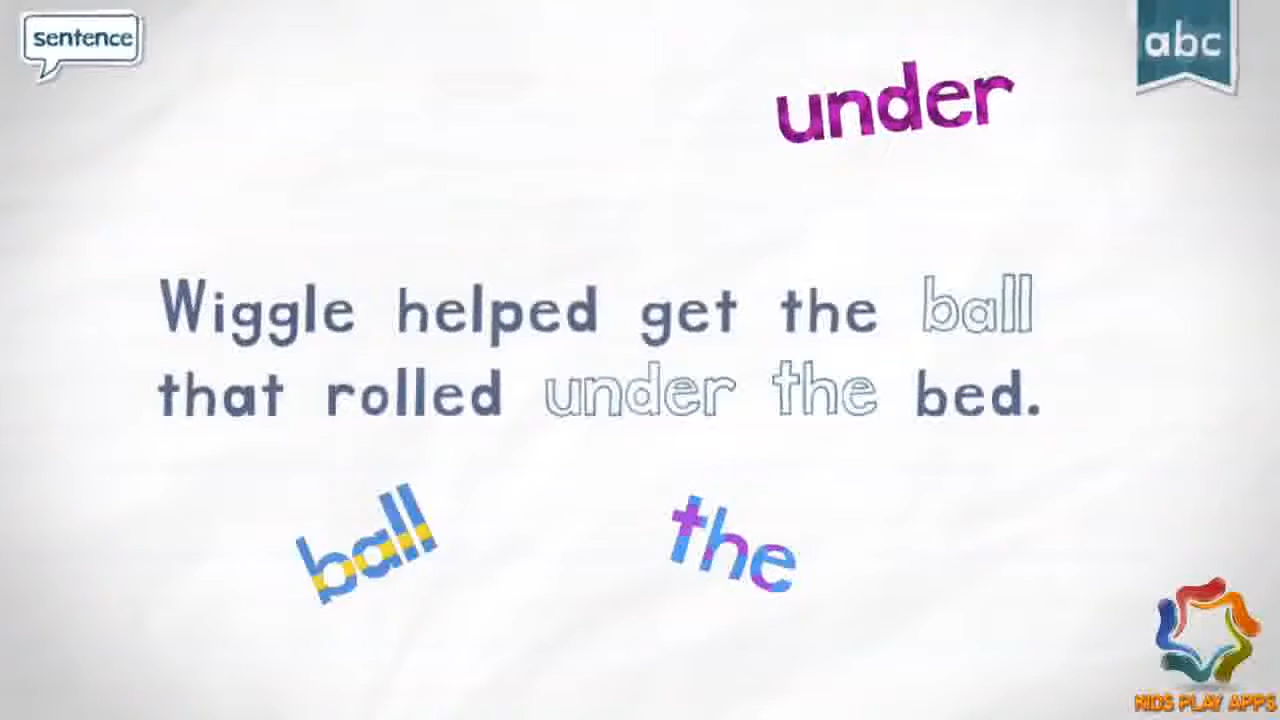 sentence
abc
under
Wiggle helped get the ball
that rolled under the bed.
ball
the
KIDS PLAY APPS